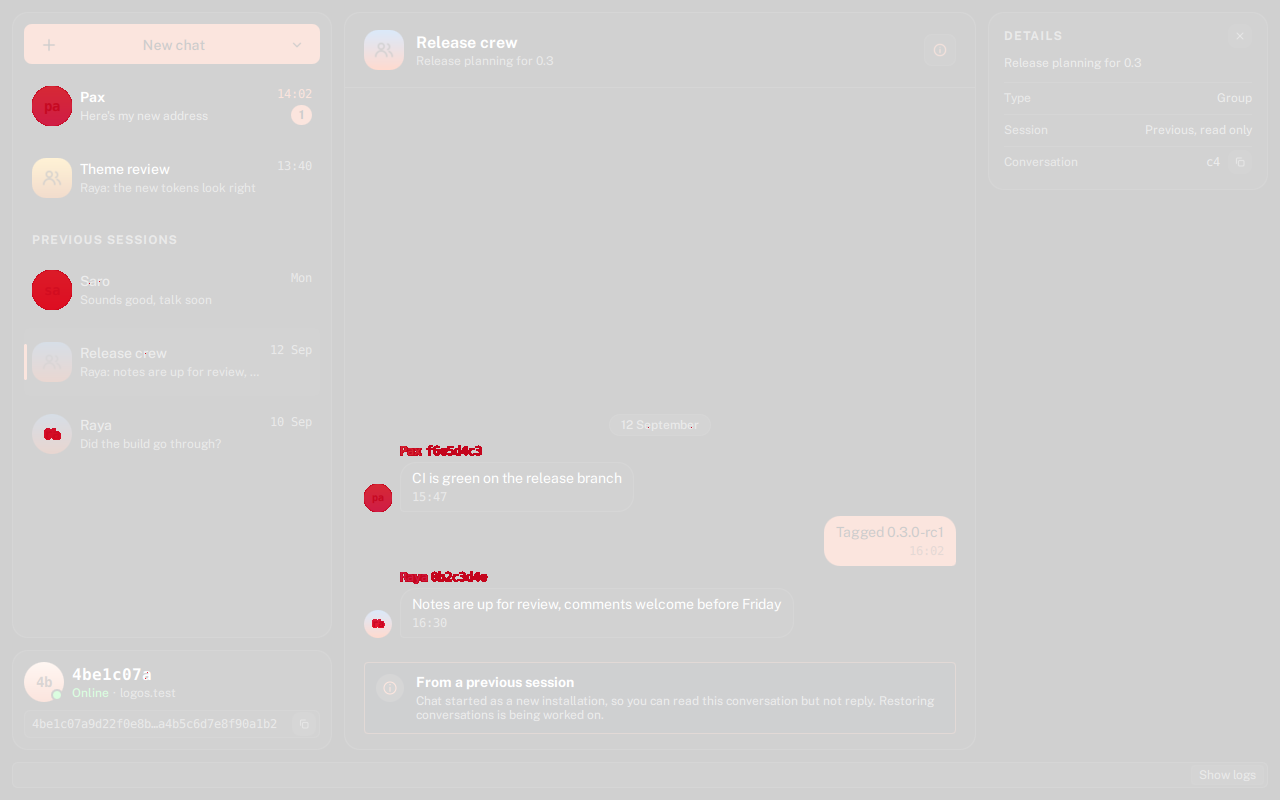 New chat
Pax
14:02
Here's my new address
1
pa
Theme review
13:40
Raya: the new tokens look right
PREVIOUS SESSIONS
Saro
Mon
Sounds good, talk soon
sa
Release crew
12 Sep
Raya: notes are up for review, ...
Raya
10 Sep
Did the build go through?
4b
4be1c07a
Online · logos.test
4be1c07a9d22f0e8b…a4b5c6d7e8f90a1b2
Release crew
Release planning for 0.3
12 September
Pax f6e5d4c3
CI is green on the release branch
15:47
pa
Tagged 0.3.0-rc1
16:02
Raya 0b2c3d4e
Notes are up for review, comments welcome before Friday
16:30
From a previous session
Chat started as a new installation, so you can read this conversation but not reply. Restoring
conversations is being worked on.
DETAILS
Release planning for 0.3
Type
Group
Session
Previous, read only
Conversation
c4
Show logs